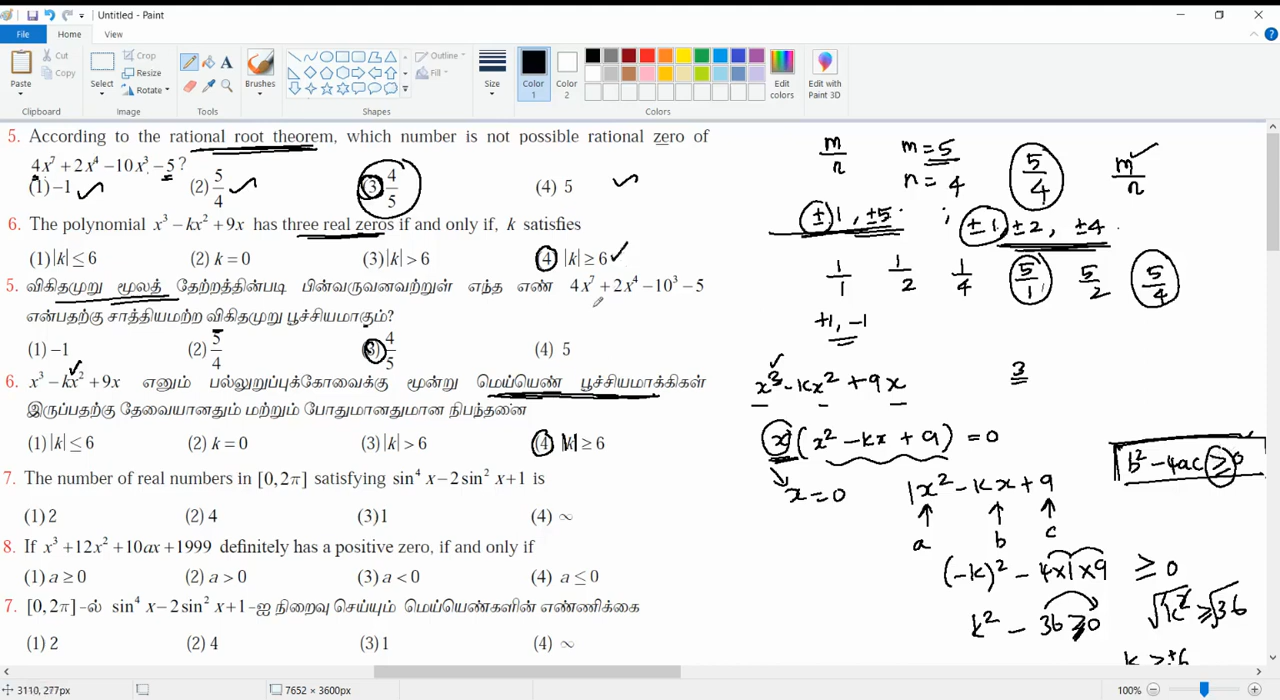 Untitled - Paint
File Home View
Cut
Copy
Paste
Clipboard
Crop
Resize
Rotate
Select
Image
Tools
Brushes
Outline
Fill
Shapes
Size
Color 1
Color 2
Edit colors
Colors
Edit with Paint 3D
5. According to the rational root theorem, which number is not possible rational zero of
4x⁷ + 2x⁴ − 10x³ − 5 ?
(1) −1 (2) 5/4 (3) 4/5 (4) 5
6. The polynomial x³ − kx² + 9x has three real zeros if and only if, k satisfies
(1) |k| ≤ 6 (2) k = 0 (3) |k| > 6 (4) |k| ≥ 6
5. விகிதமுறு மூலத் தேற்றத்தின்படி பின்வருவனவற்றுள் எந்த எண் 4x⁷ + 2x⁴ − 10³ − 5
என்பதற்கு சாத்தியமற்ற விகிதமுறு பூச்சியமாகும்?
(1) −1 (2) 5/4 (3) 4/5 (4) 5
6. x³ − kx² + 9x எனும் பல்லுறுப்புக்கோவைக்கு மூன்று மெய்யெண் பூச்சியமாக்கிகள்
இருப்பதற்கு தேவையானதும் மற்றும் போதுமானதுமான நிபந்தனை
(1) |k| ≤ 6 (2) k = 0 (3) |k| > 6 (4) |k| ≥ 6
7. The number of real numbers in [0, 2π] satisfying sin⁴ x − 2sin² x + 1 is
(1) 2 (2) 4 (3) 1 (4) ∞
8. If x³ + 12x² + 10ax + 1999 definitely has a positive zero, if and only if
(1) a ≥ 0 (2) a > 0 (3) a < 0 (4) a ≤ 0
7. [0, 2π]-ல் sin⁴ x − 2sin² x + 1-ஐ நிறைவு செய்யும் மெய்யெண்களின் எண்ணிக்கை
(1) 2 (2) 4 (3) 1 (4) ∞
m/n m = 5 5/4 m/n
n = 4
±1, ±5 ; ±1, ±2, ±4
1/1 1/2 1/4 5/1 5/2 5/4
+1, −1
x³ − kx² + 9x 3
x(x² − kx + 9) = 0
b² − 4ac ≥ 0
x = 0 1x² − kx + 9
a b c
(−k)² − 4×1×9 ≥ 0
k² − 36 ≥ 0 √k² ≥ √36
k ≥ ±6
3110, 277px
7652 × 3600px
100%